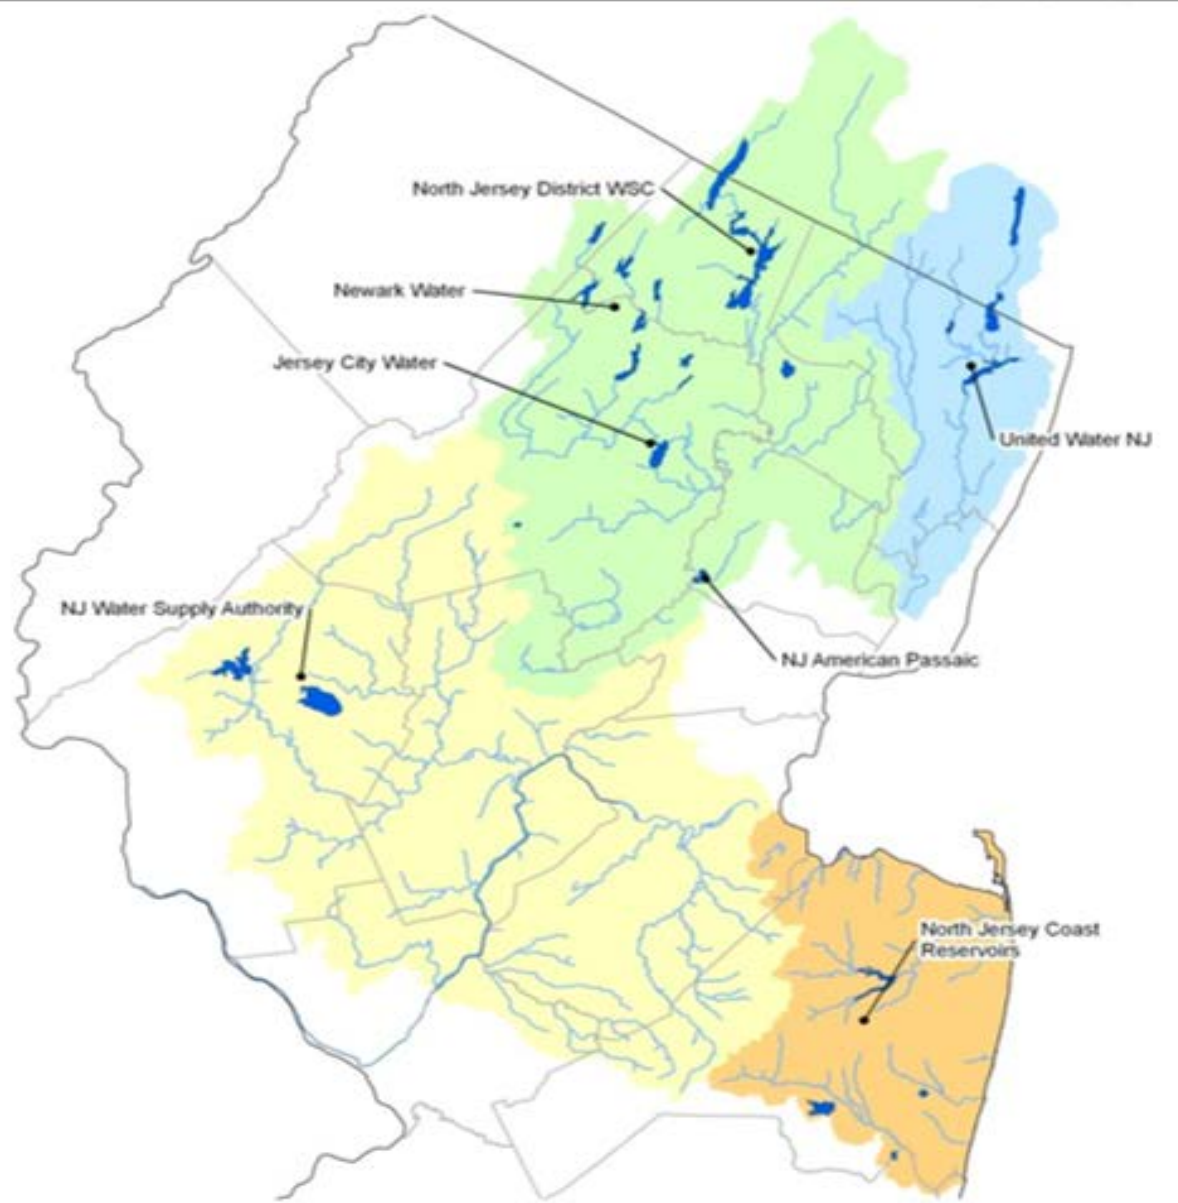 North Jersey District WSC
Newark Water
Jersey City Water
United Water NJ
NJ Water Supply Authority
NJ American Passaic
North Jersey Coast
Reservoirs